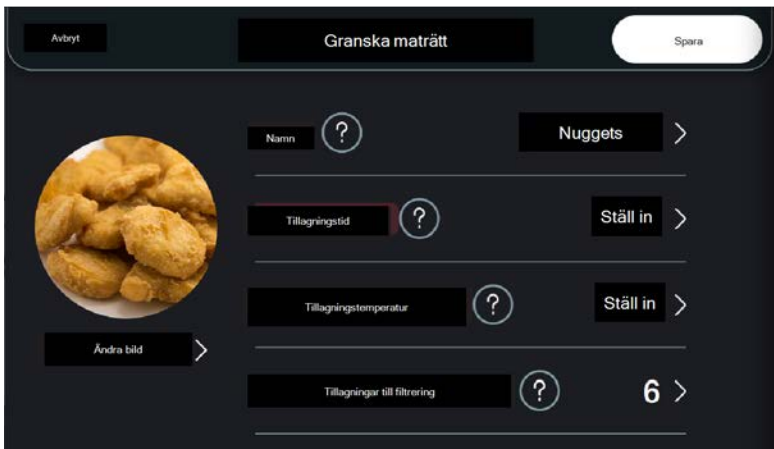 Avbryt
Granska maträtt
Spara
Namn ?
Nuggets
Tillagningstid ?
Ställ in
Tillagningstemperatur ?
Ställ in
Ändra bild
Tillagningar till filtrering ?
6